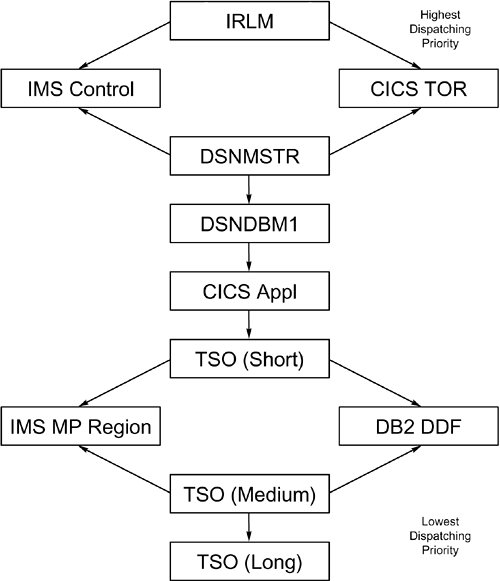 IRLM
Highest
Dispatching
Priority
IMS Control
CICS TOR
DSNMSTR
DSNDBM1
CICS Appl
TSO (Short)
IMS MP Region
DB2 DDF
TSO (Medium)
Lowest
Dispatching
Priority
TSO (Long)